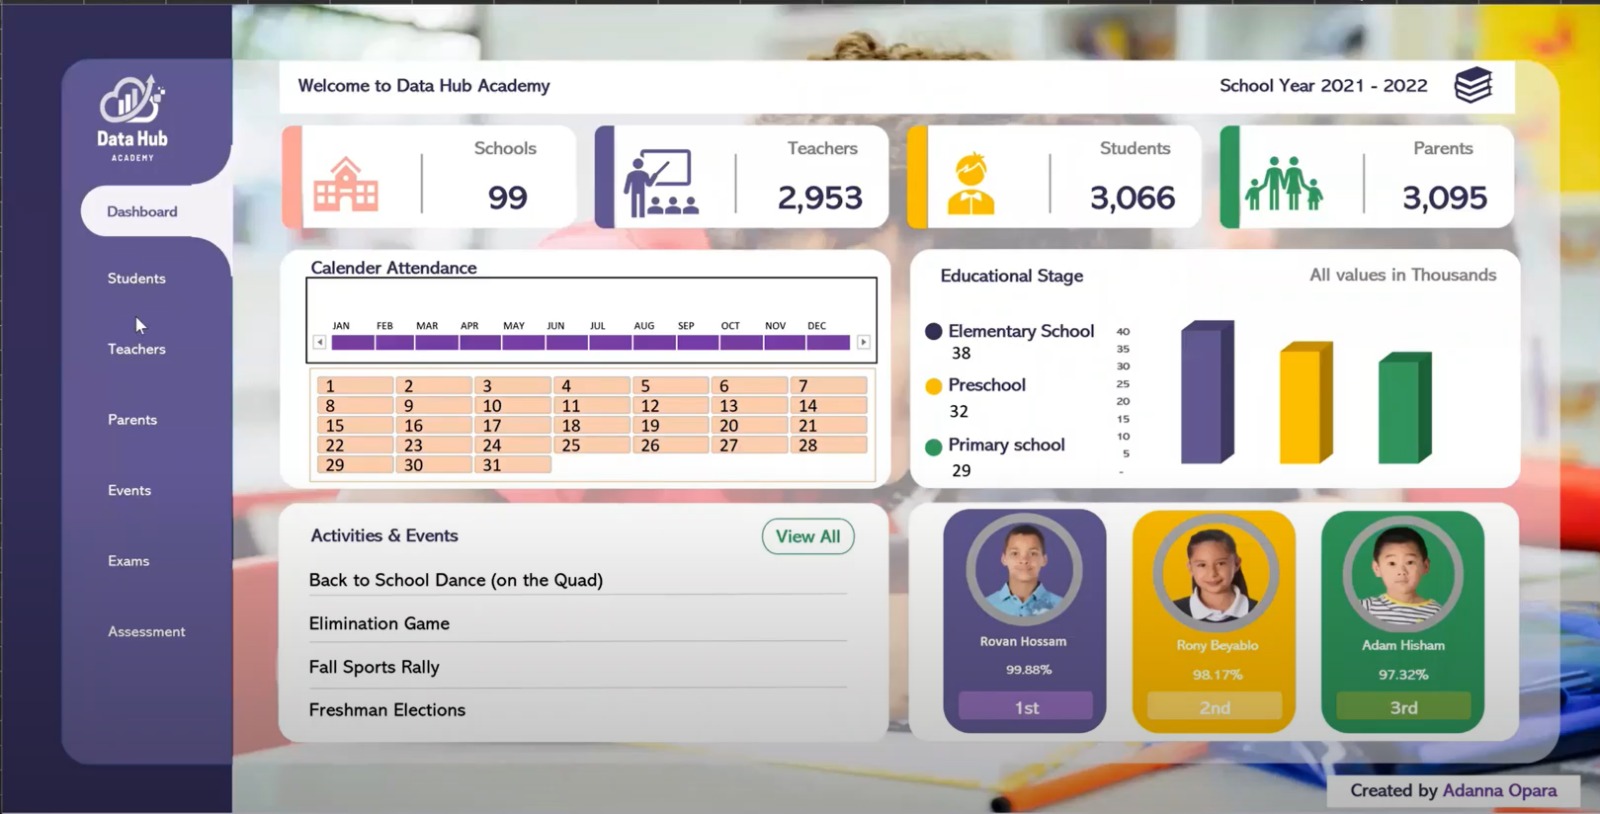 Data Hub
ACADEMY
Dashboard
Students
Teachers
Parents
Events
Exams
Assessment
Welcome to Data Hub Academy
School Year 2021 - 2022
Schools
99
Teachers
2,953
Students
3,066
Parents
3,095
Calender Attendance
JAN FEB MAR APR MAY JUN JUL AUG SEP OCT NOV DEC
1 2 3 4 5 6 7
8 9 10 11 12 13 14
15 16 17 18 19 20 21
22 23 24 25 26 27 28
29 30 31
Educational Stage
All values in Thousands
Elementary School
38
Preschool
32
Primary school
29
40
35
30
25
20
15
10
5
-
Activities & Events
View All
Back to School Dance (on the Quad)
Elimination Game
Fall Sports Rally
Freshman Elections
Rovan Hossam
99.88%
1st
Rony Beyablo
98.17%
2nd
Adam Hisham
97.32%
3rd
Created by Adanna Opara